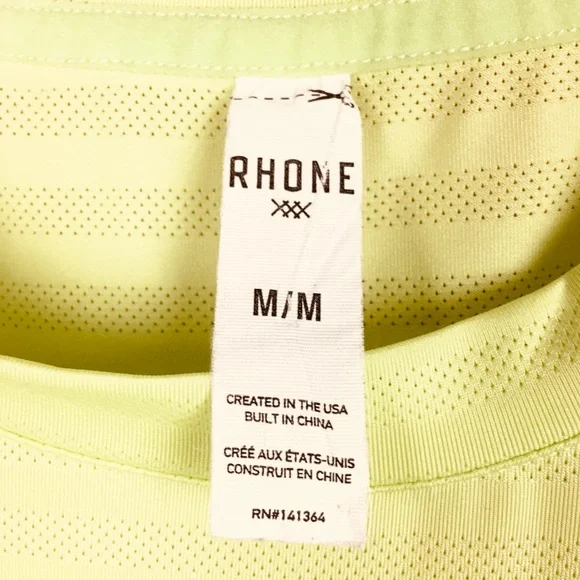 RHONE
M/M
CREATED IN THE USA
BUILT IN CHINA
CRÉÉ AUX ÉTATS-UNIS
CONSTRUIT EN CHINE
RN#141364